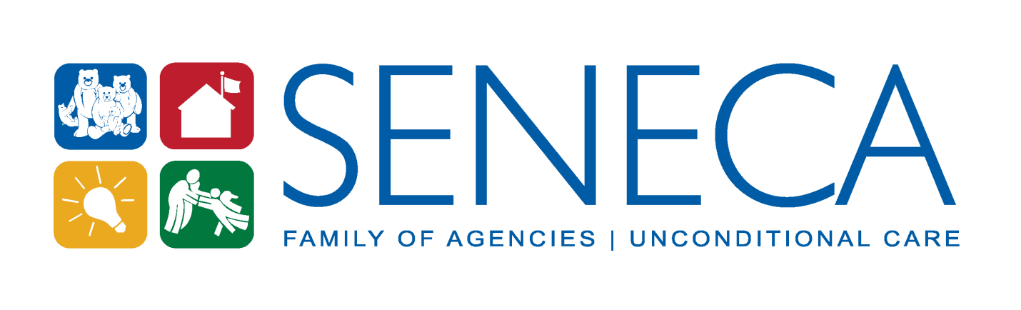 SENECA
FAMILY OF AGENCIES | UNCONDITIONAL CARE